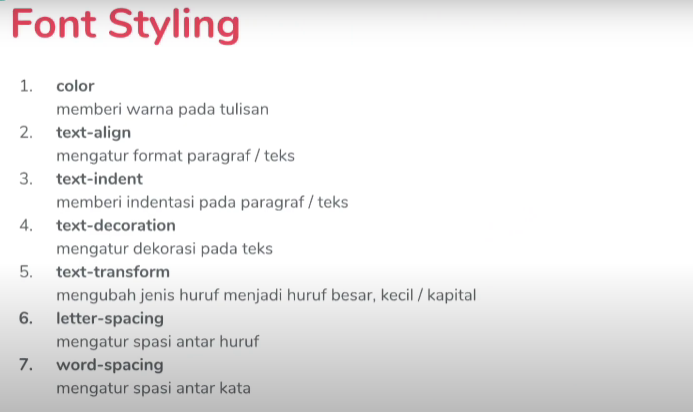 Font Styling
1. color
memberi warna pada tulisan
2. text-align
mengatur format paragraf / teks
3. text-indent
memberi indentasi pada paragraf / teks
4. text-decoration
mengatur dekorasi pada teks
5. text-transform
mengubah jenis huruf menjadi huruf besar, kecil / kapital
6. letter-spacing
mengatur spasi antar huruf
7. word-spacing
mengatur spasi antar kata